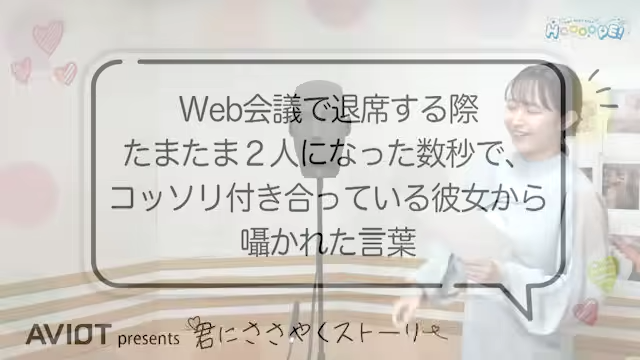 HOOOOPE!
Web会議で退席する際
たまたま２人になった数秒で、
コッソリ付き合っている彼女から
囁かれた言葉
AVIOT presents 君にささやくストーリー